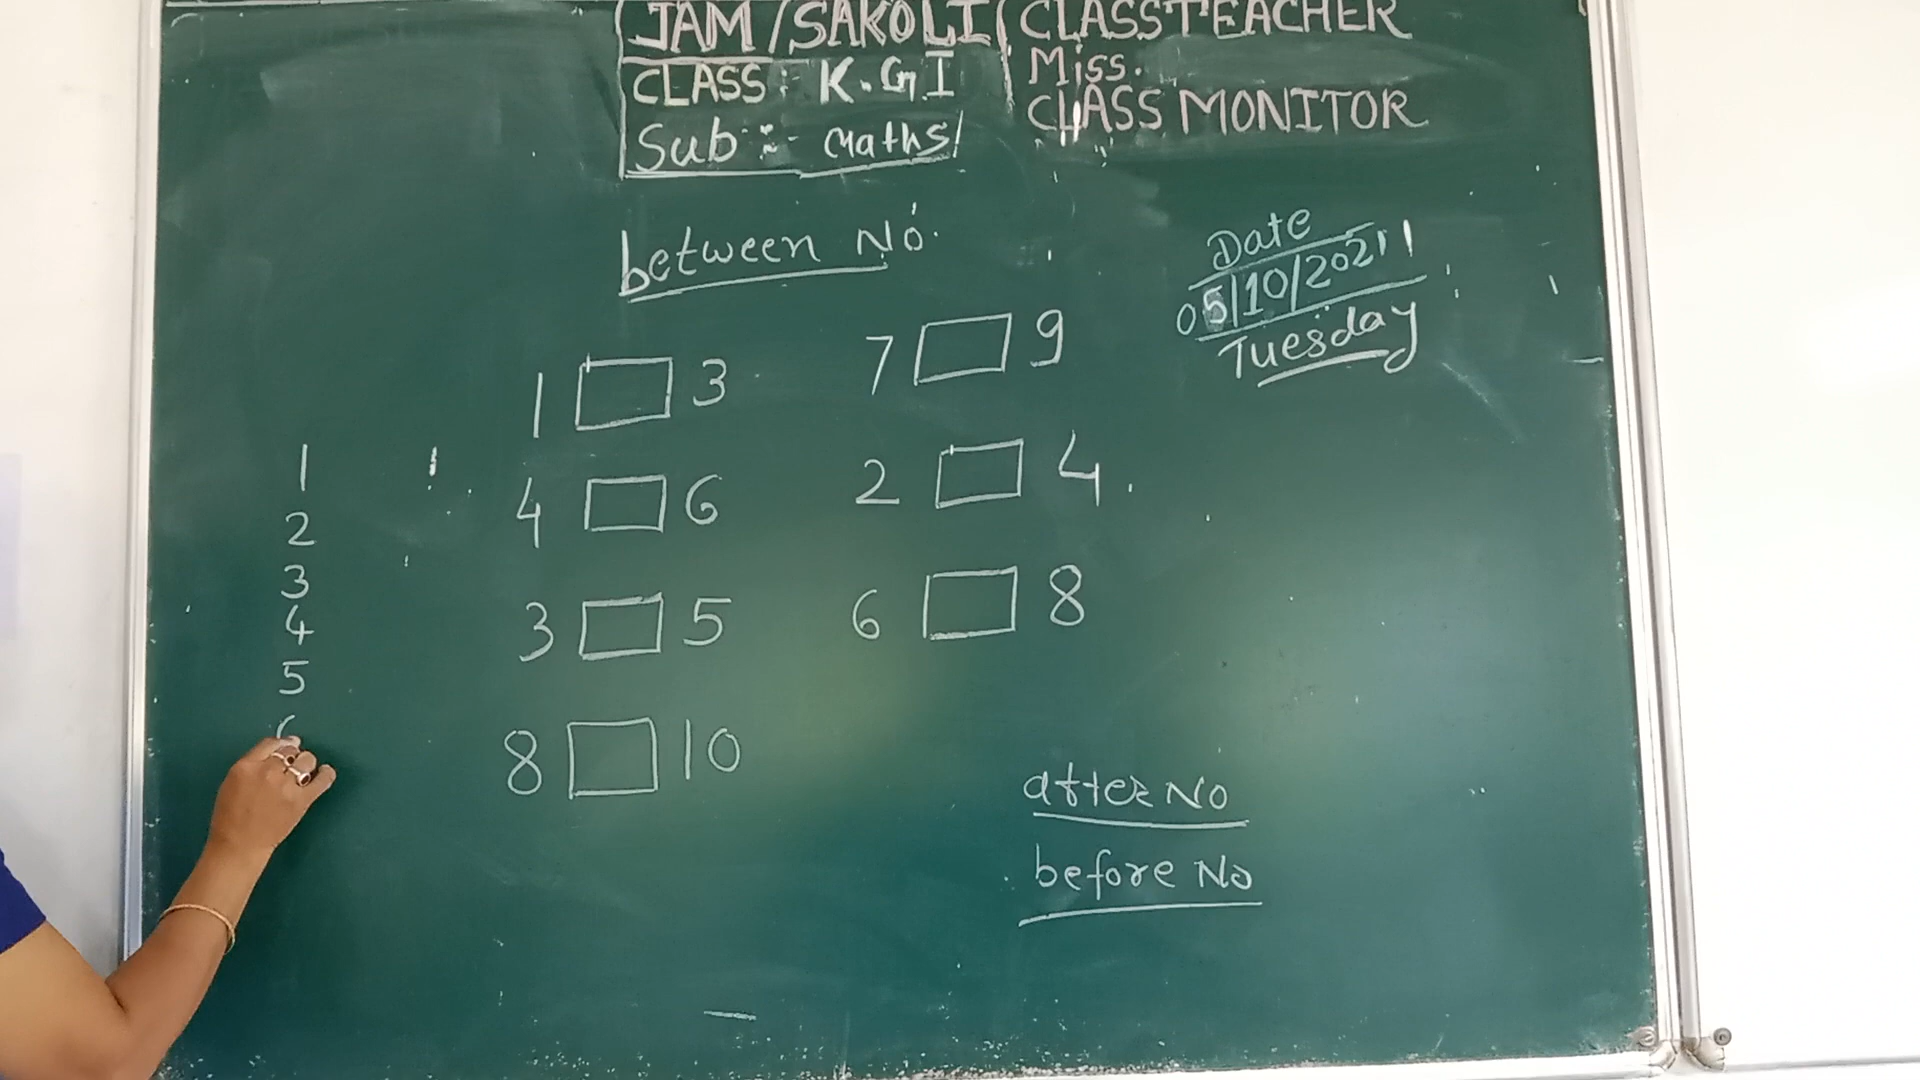 JAM/SAKOLI
CLASS: K.G.I
Sub :- Maths
CLASSTEACHER
Miss.
CLASS MONITOR
between No.
Date
05/10/2021
Tuesday
1 3
4 6
3 5
8 10
7 9
2 4
6 8
1
2
3
4
5
6
after No
before No